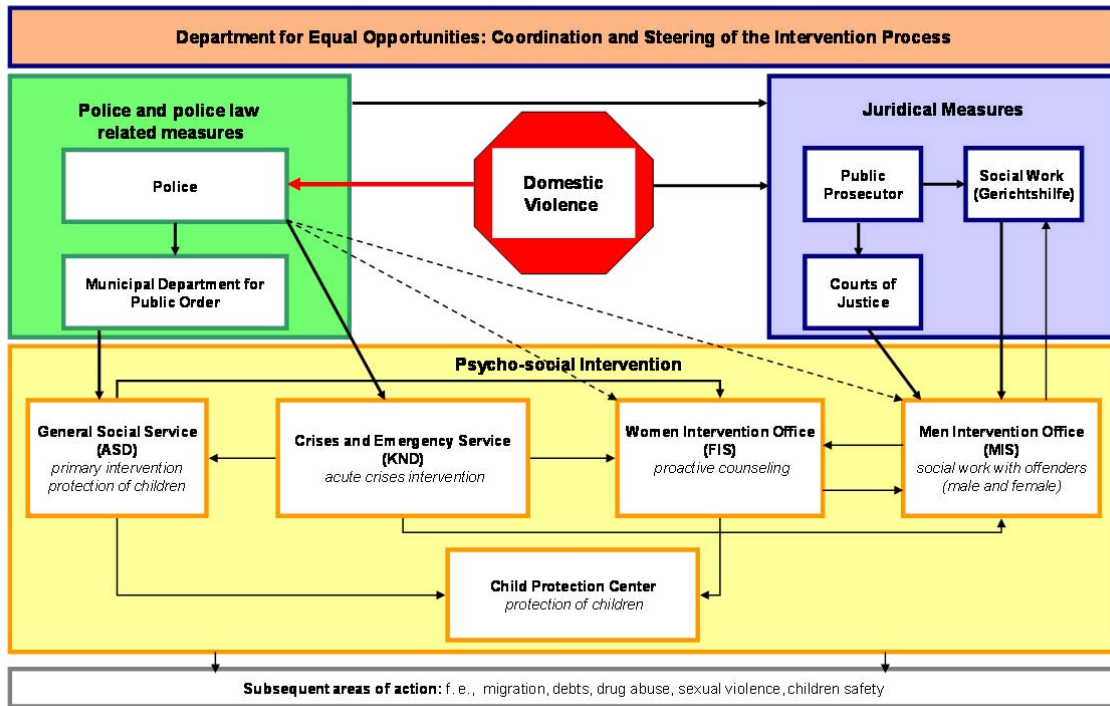 Department for Equal Opportunities: Coordination and Steering of the Intervention Process
Police and police law
related measures
Police
Municipal Department for
Public Order
Domestic
Violence
Juridical Measures
Public
Prosecutor
Social Work
(Gerichtshilfe)
Courts of
Justice
Psycho-social Intervention
General Social Service
(ASD)
primary intervention
protection of children
Crises and Emergency Service
(KND)
acute crises intervention
Women Intervention Office
(FIS)
proactive counseling
Men Intervention Office
(MIS)
social work with offenders
(male and female)
Child Protection Center
protection of children
Subsequent areas of action: f. e., migration, debts, drug abuse, sexual violence, children safety